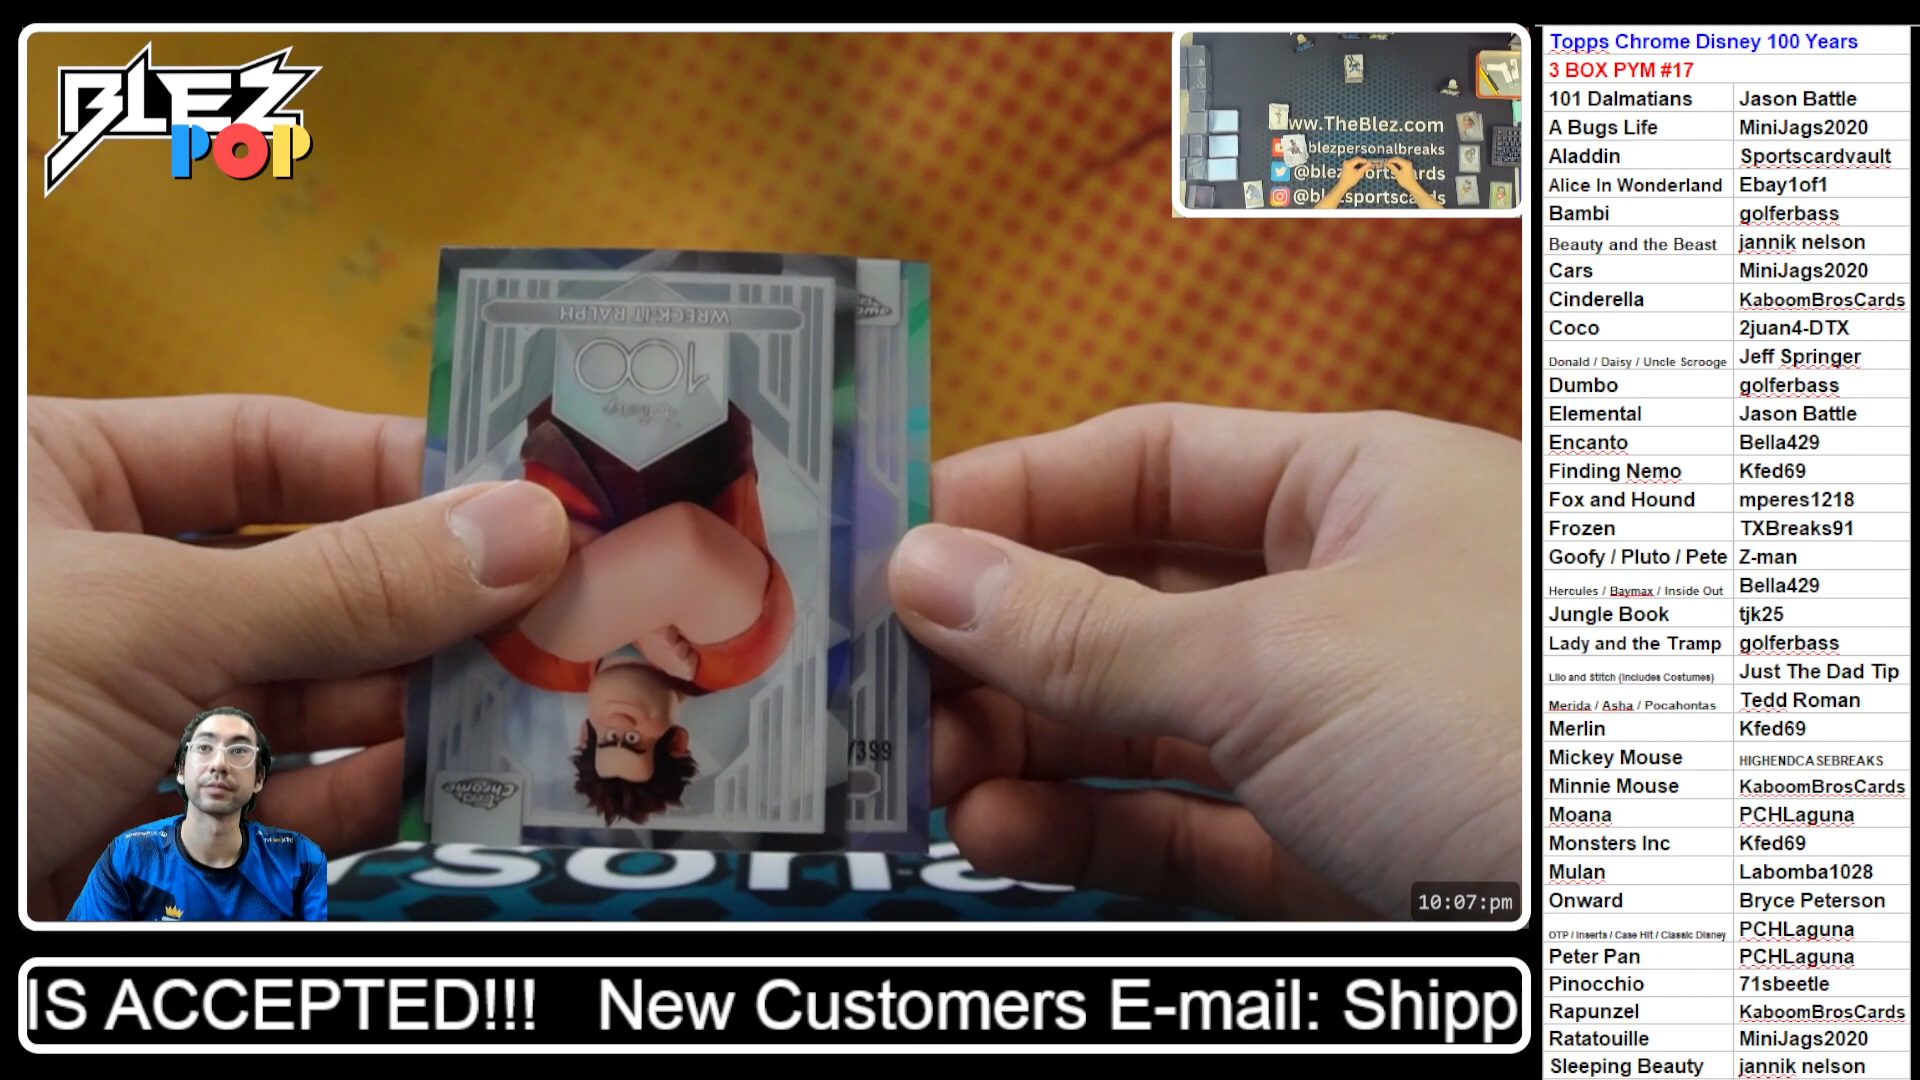 BLEZ
POP
www.TheBlez.com
blezpersonalbreaks
WRECK-IT RALPH
100
Topps
Chrome
/399
10:07:pm
IS ACCEPTED!!! New Customers E-mail: Shipp
Topps Chrome Disney 100 Years
3 BOX PYM #17
101 Dalmatians Jason Battle
A Bugs Life MiniJags2020
Aladdin Sportscardvault
Alice In Wonderland Ebay1of1
Bambi golferbass
Beauty and the Beast jannik nelson
Cars MiniJags2020
Cinderella KaboomBrosCards
Coco 2juan4-DTX
Donald / Daisy / Uncle Scrooge Jeff Springer
Dumbo golferbass
Elemental Jason Battle
Encanto Bella429
Finding Nemo Kfed69
Fox and Hound mperes1218
Frozen TXBreaks91
Goofy / Pluto / Pete Z-man
Hercules / Baymax / Inside Out Bella429
Jungle Book tjk25
Lady and the Tramp golferbass
Lilo and Stitch (Includes Costumes) Just The Dad Tip
Merida / Asha / Pocahontas Tedd Roman
Merlin Kfed69
Mickey Mouse HIGHENDCASEBREAKS
Minnie Mouse KaboomBrosCards
Moana PCHLaguna
Monsters Inc Kfed69
Mulan Labomba1028
Onward Bryce Peterson
OTP / Inserts / Case Hit / Classic Disney PCHLaguna
Peter Pan PCHLaguna
Pinocchio 71sbeetle
Rapunzel KaboomBrosCards
Ratatouille MiniJags2020
Sleeping Beauty jannik nelson